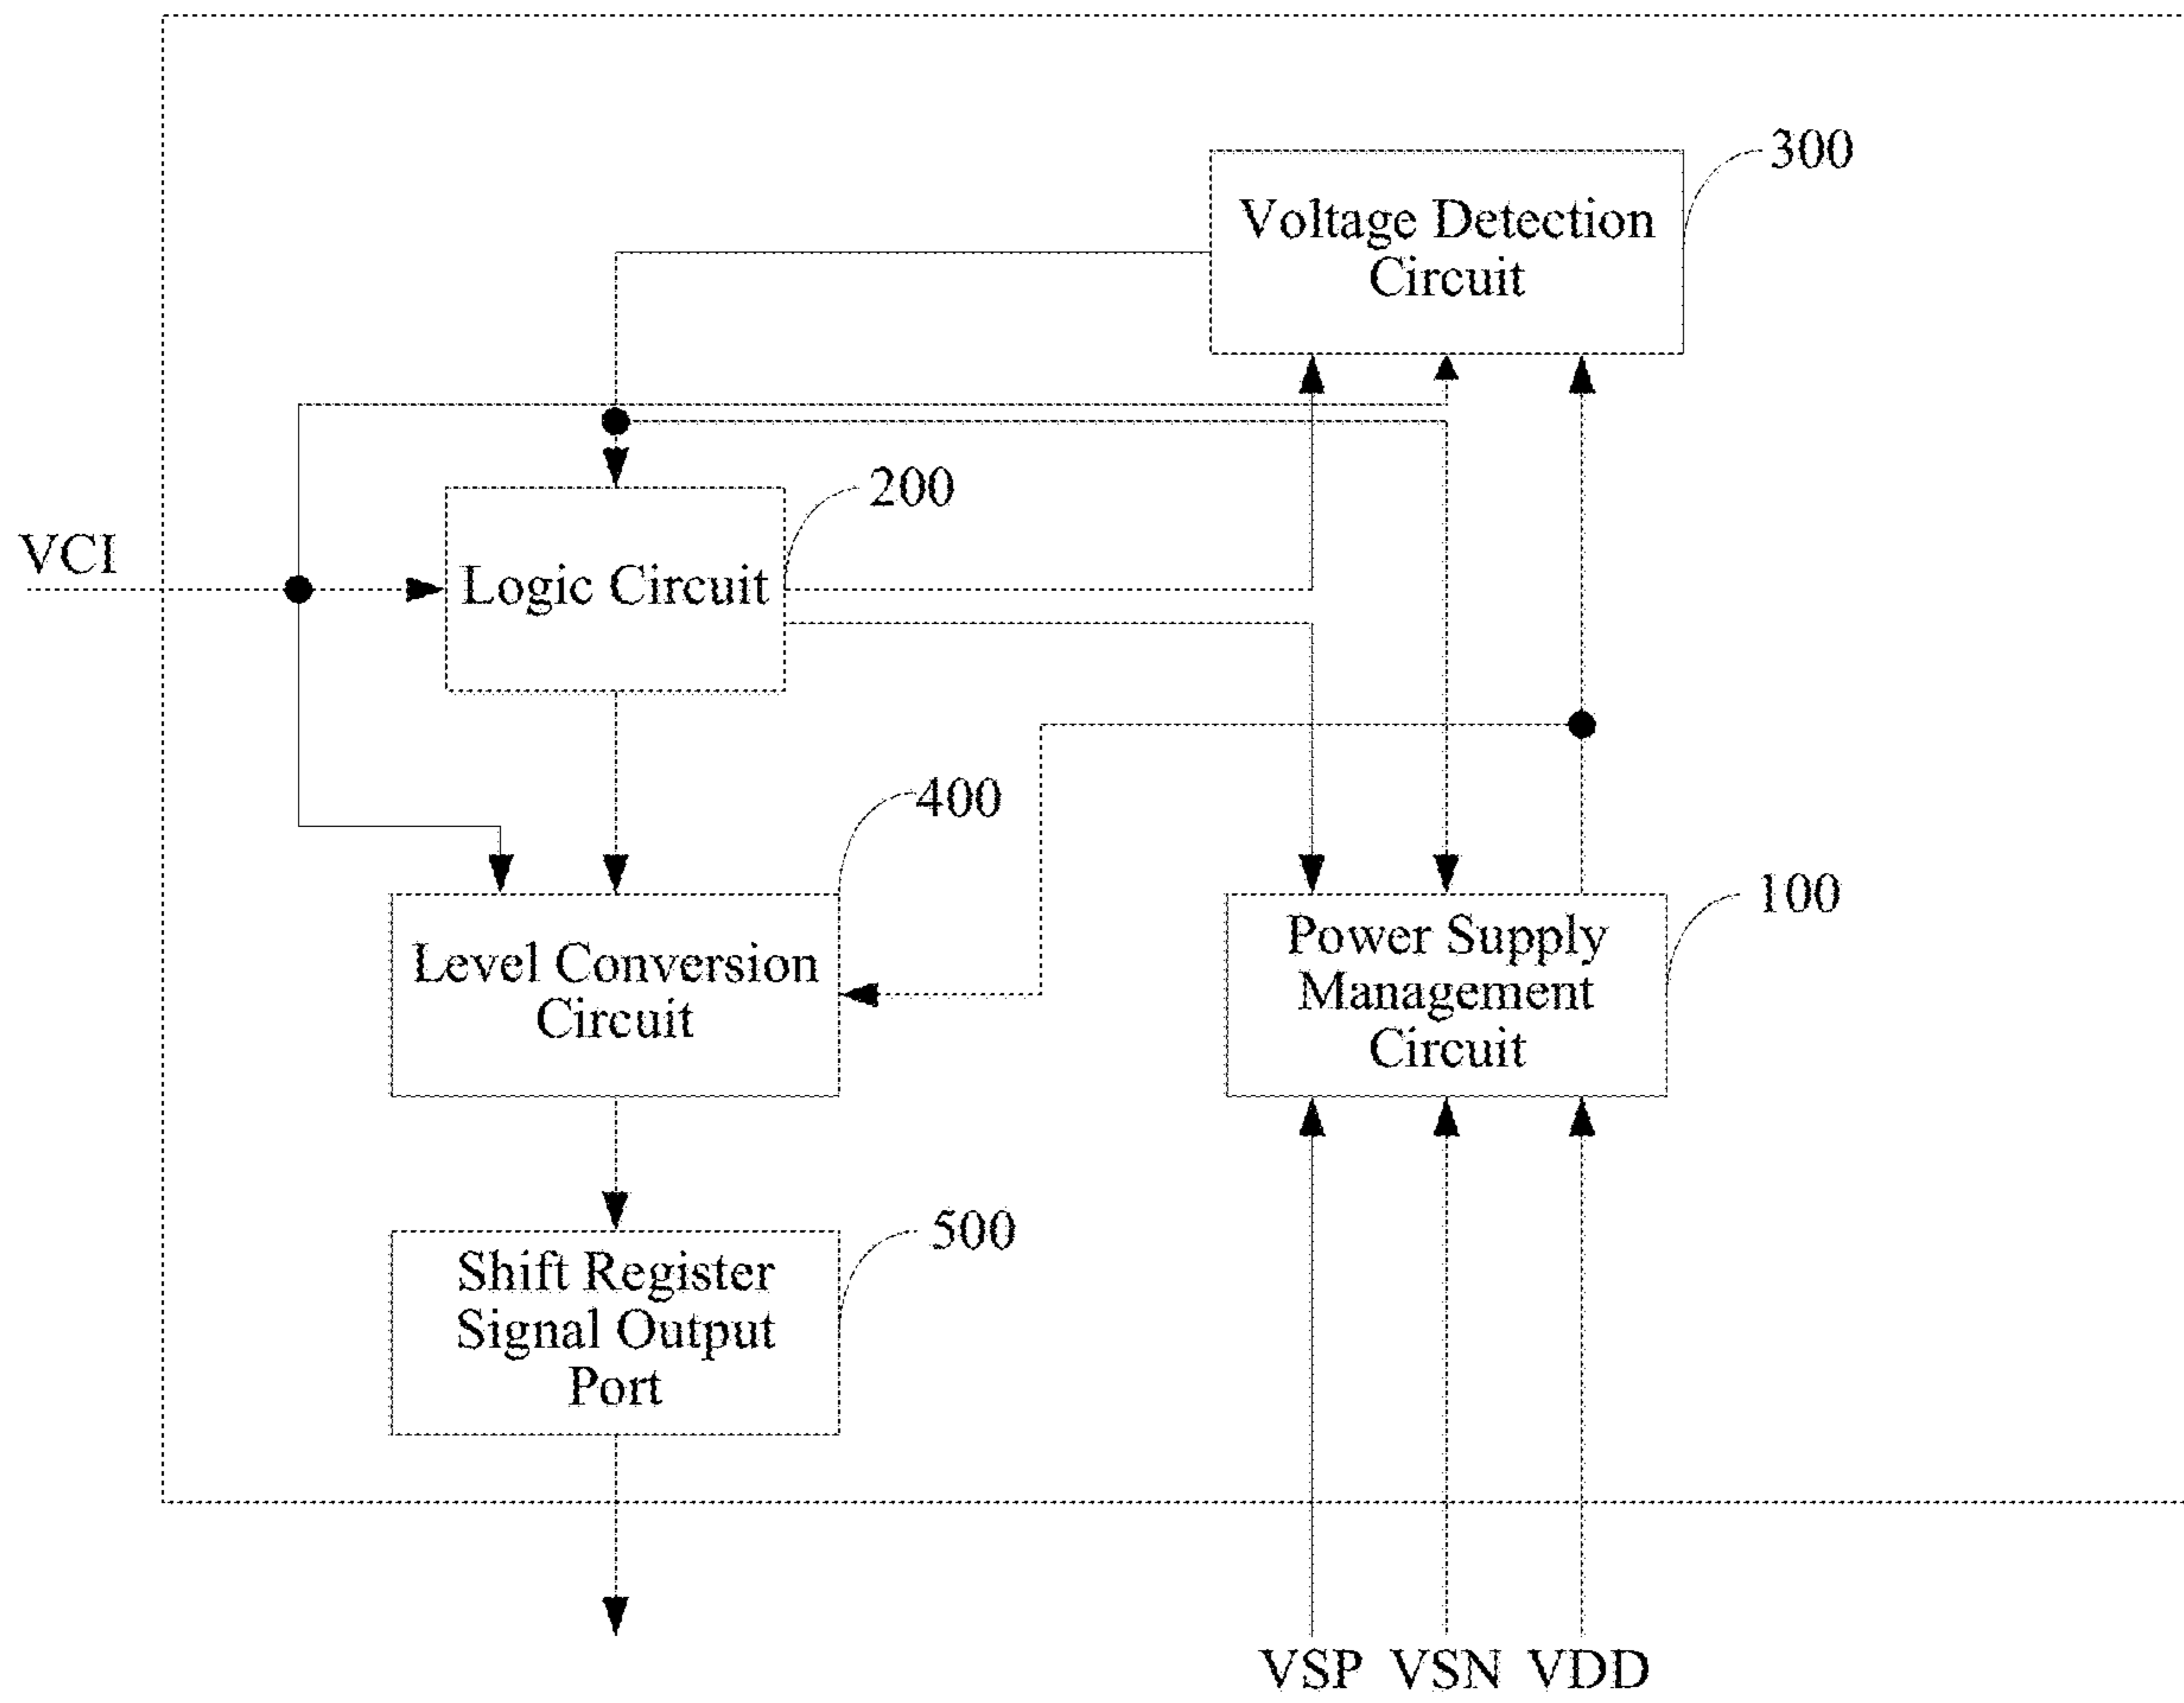 300
Voltage Detection
Circuit
200
VCI
Logic Circuit
400
100
Level Conversion
Circuit
Power Supply
Management
Circuit
500
Shift Register
Signal Output
Port
VSP VSN VDD